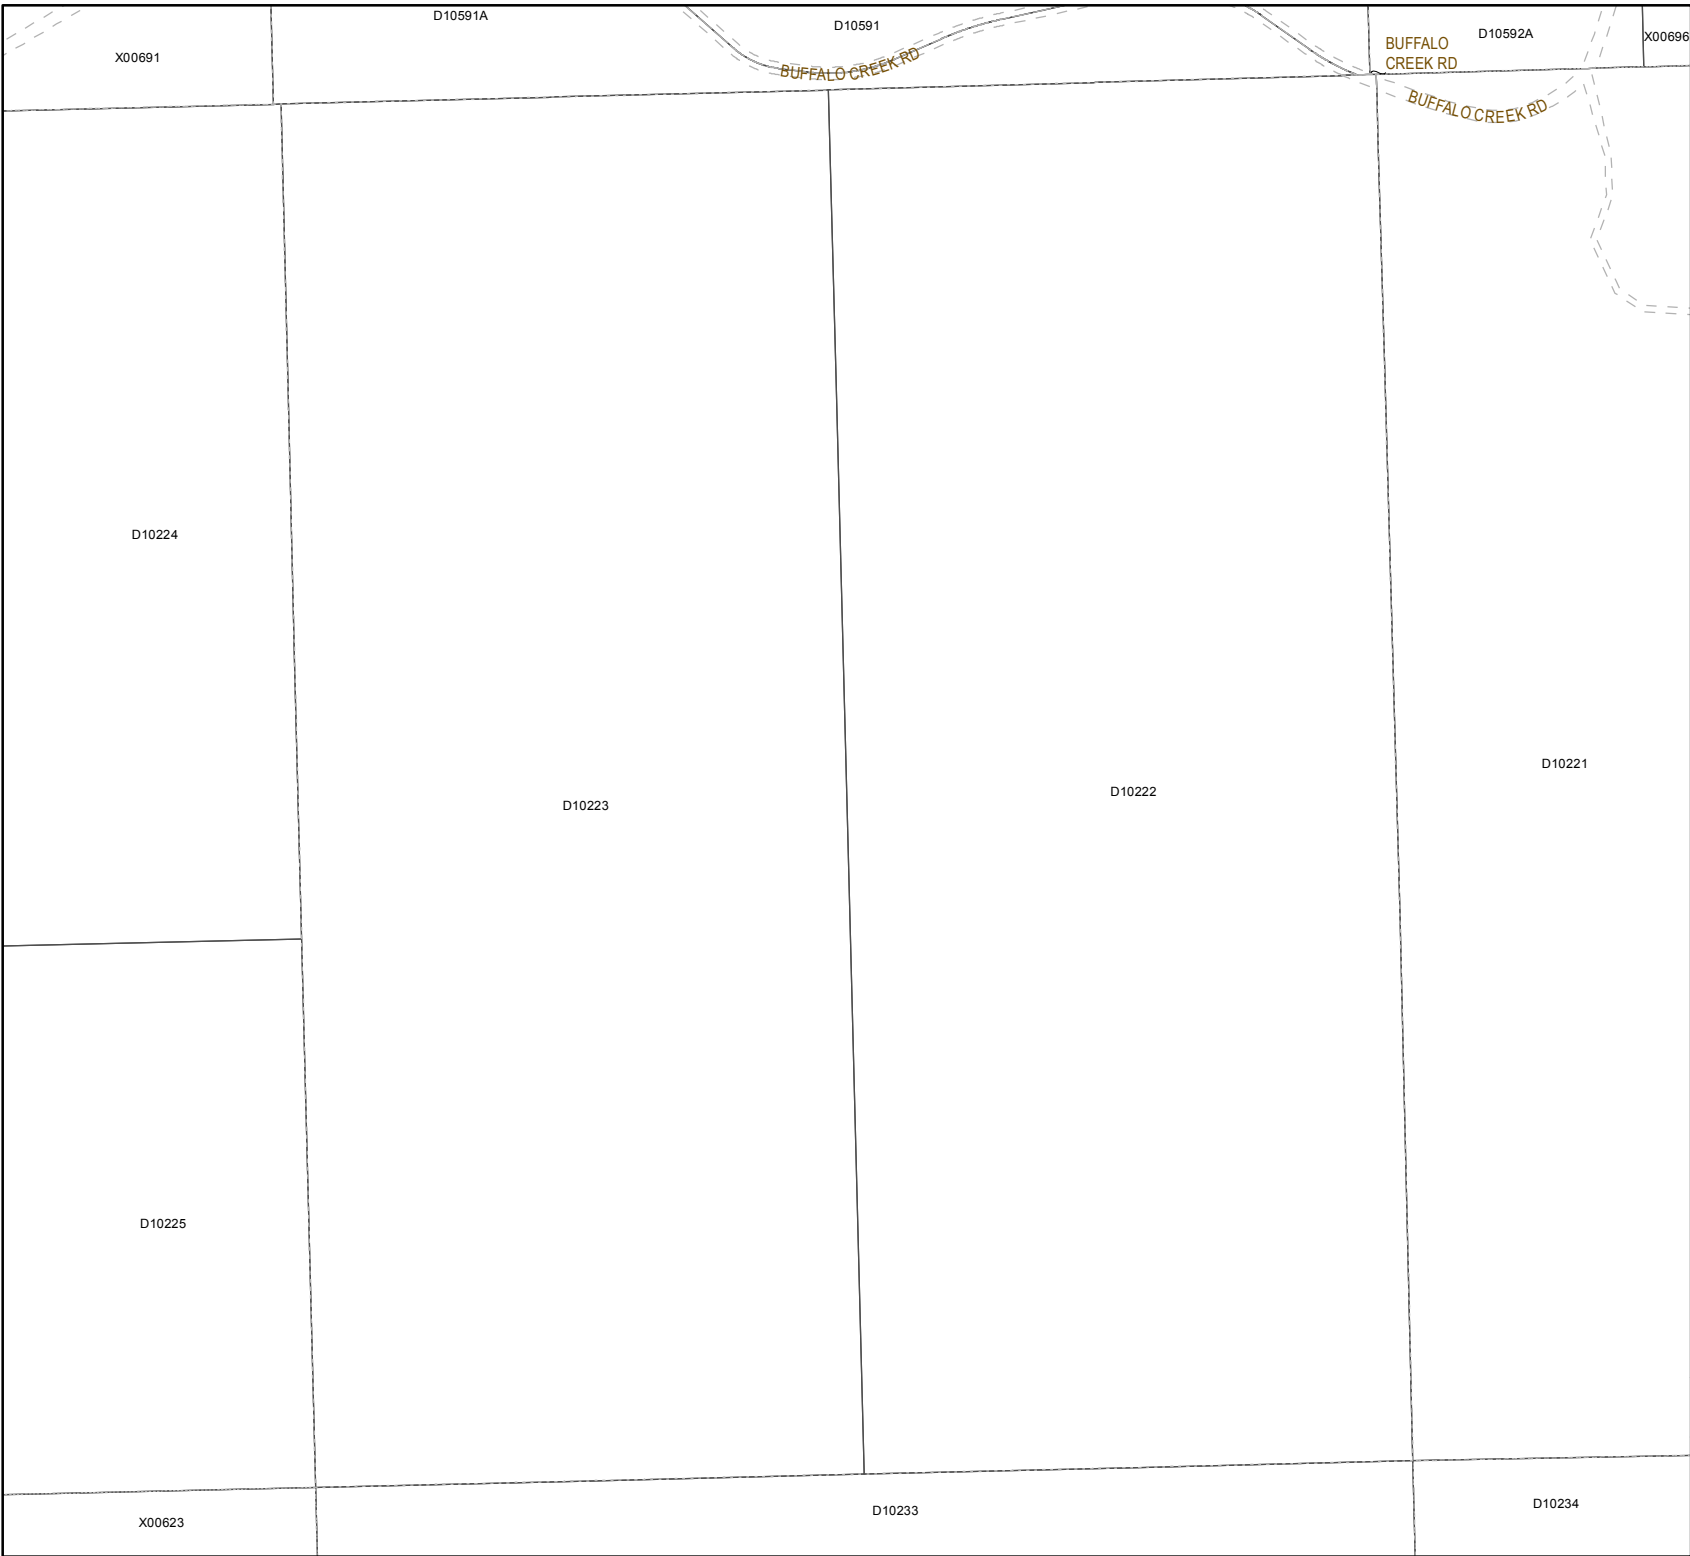 D10591A
D10591
D10592A
X00696
X00691
BUFFALO
CREEK RD
BUFFALO CREEK RD
BUFFALO CREEK RD
D10224
D10223
D10222
D10221
D10225
D10233
D10234
X00623